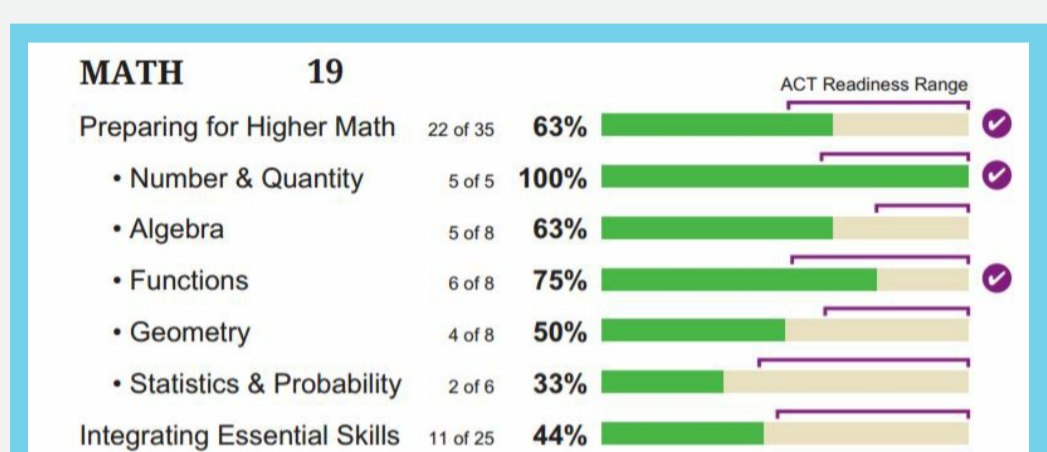 MATH 19
ACT Readiness Range
Preparing for Higher Math 22 of 35 63%
• Number & Quantity 5 of 5 100%
• Algebra 5 of 8 63%
• Functions 6 of 8 75%
• Geometry 4 of 8 50%
• Statistics & Probability 2 of 6 33%
Integrating Essential Skills 11 of 25 44%